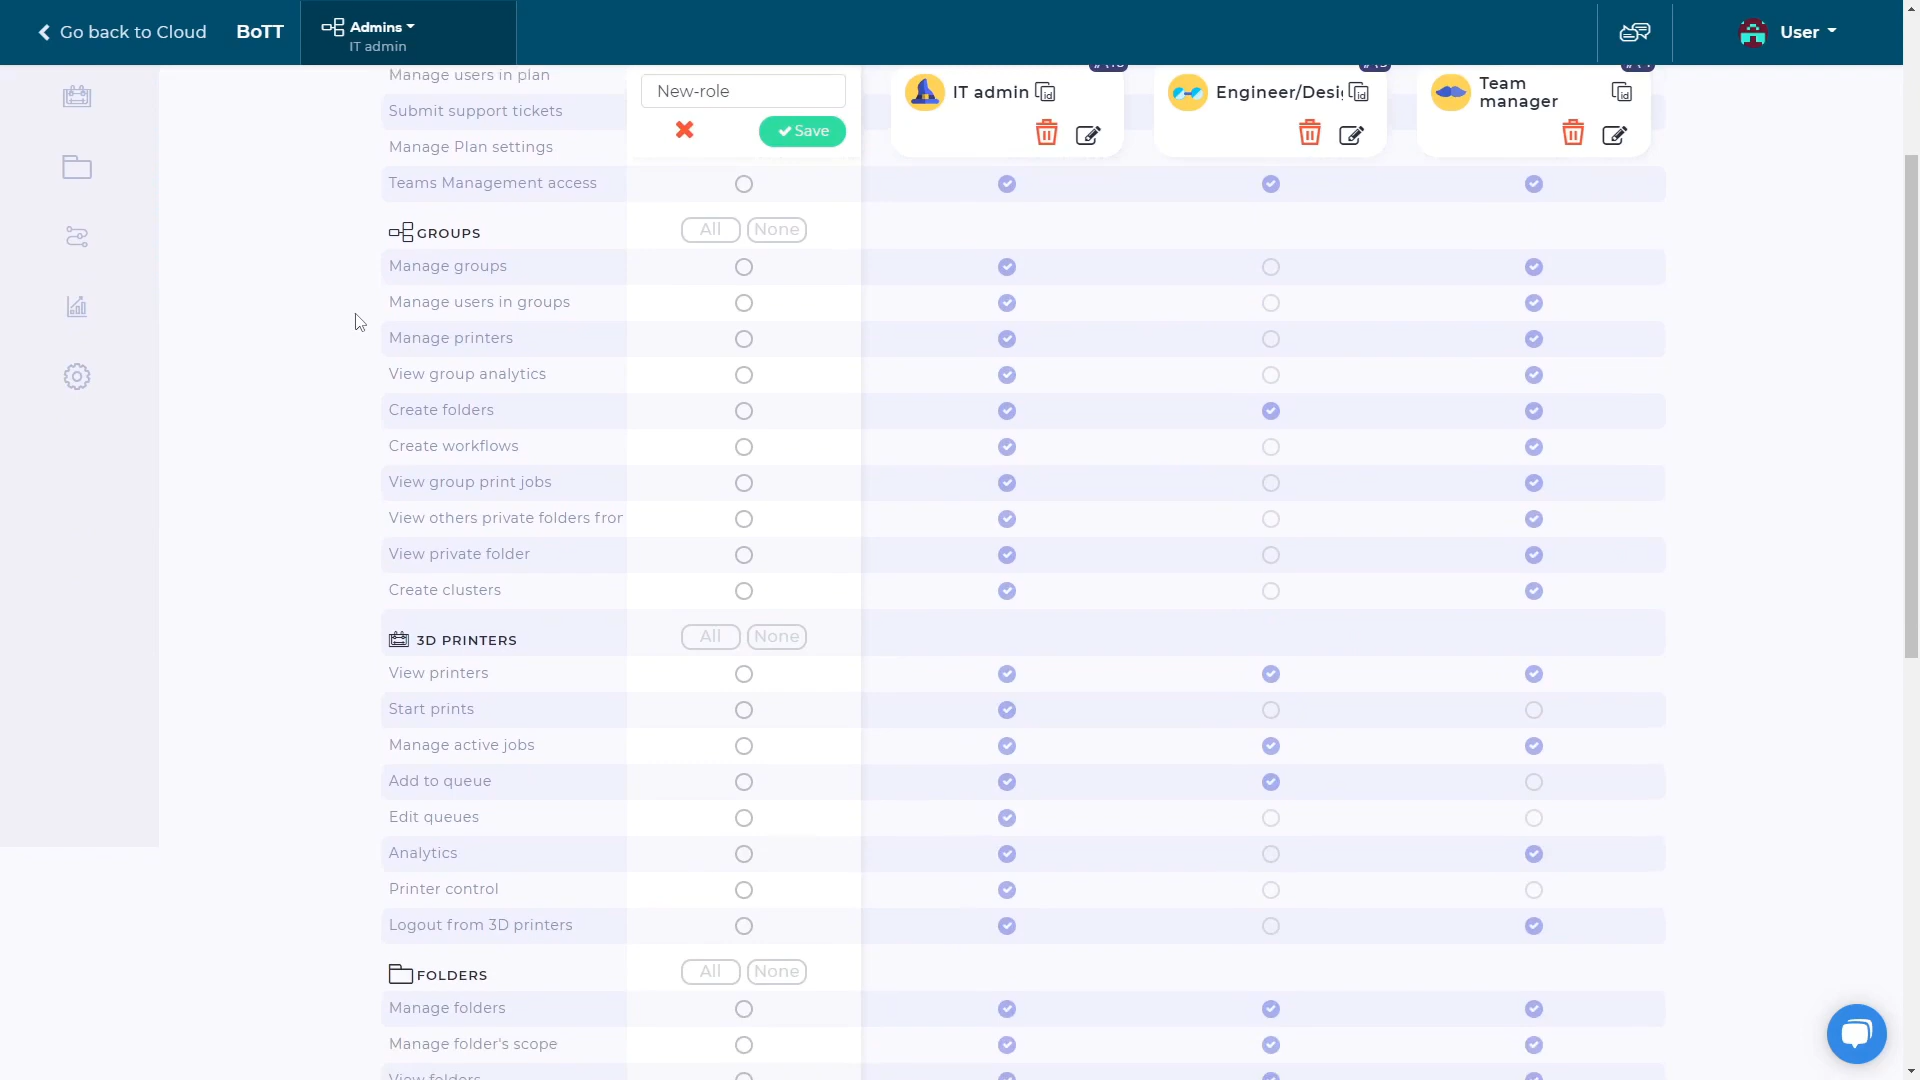 Go back to Cloud
BoTT
Admins
IT admin
User
Manage users in plan
Submit support tickets
Manage Plan settings
Teams Management access
New-role
Save
IT admin
Engineer/Desi
Team
manager
GROUPS
All
None
Manage groups
Manage users in groups
Manage printers
View group analytics
Create folders
Create workflows
View group print jobs
View others private folders fror
View private folder
Create clusters
3D PRINTERS
All
None
View printers
Start prints
Manage active jobs
Add to queue
Edit queues
Analytics
Printer control
Logout from 3D printers
FOLDERS
All
None
Manage folders
Manage folder's scope
View folders